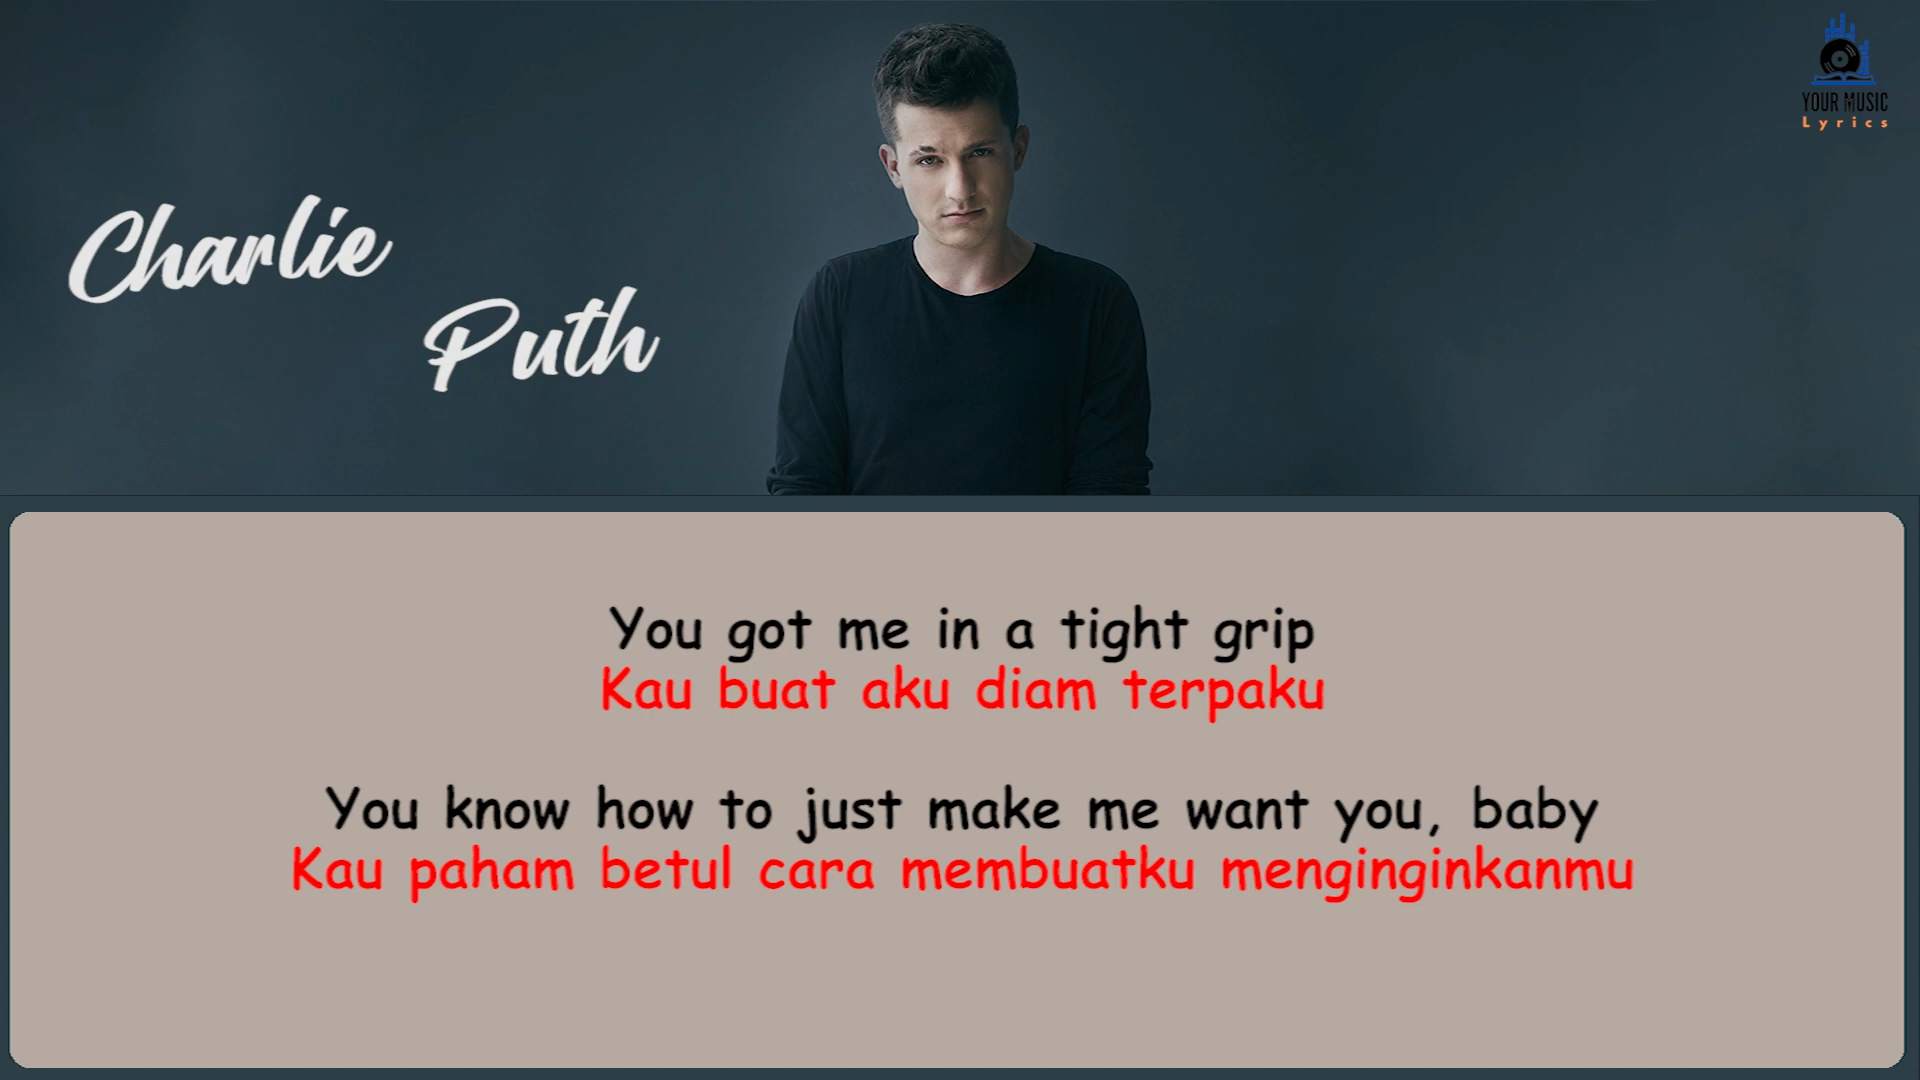 YOUR MUSIC
Lyrics
Charlie
Puth
You got me in a tight grip
Kau buat aku diam terpaku
You know how to just make me want you, baby
Kau paham betul cara membuatku menginginkanmu